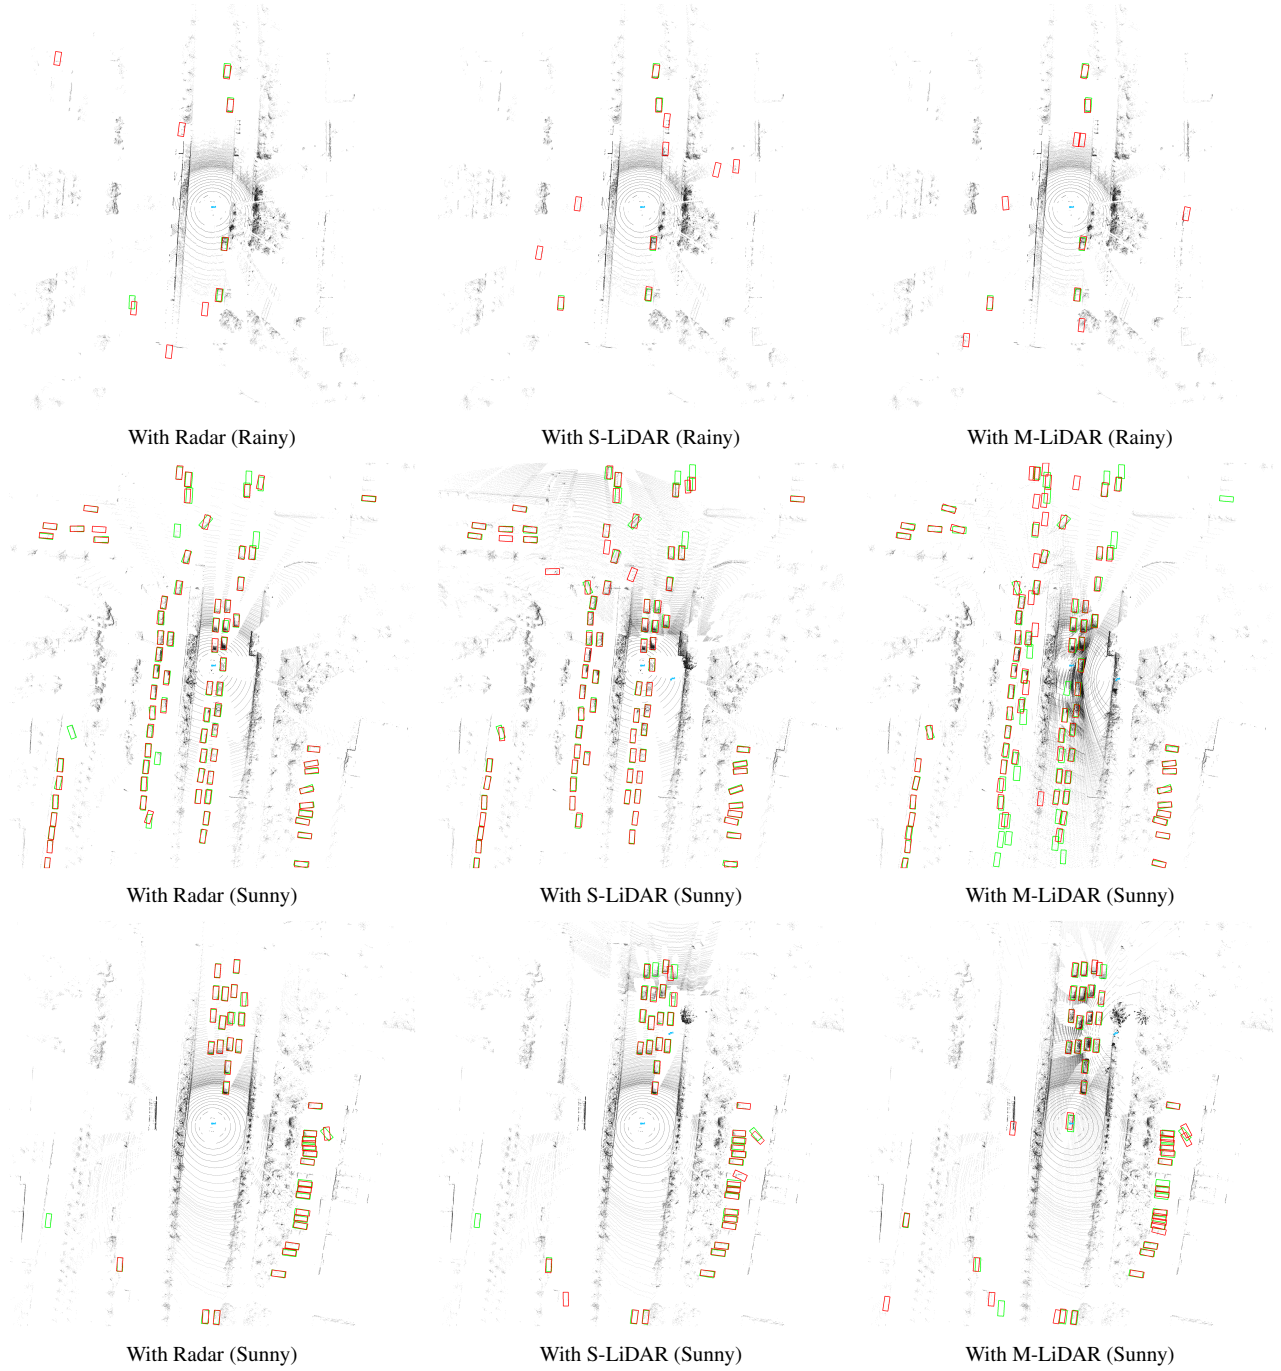 With Radar (Rainy)
With S-LiDAR (Rainy)
With M-LiDAR (Rainy)
With Radar (Sunny)
With S-LiDAR (Sunny)
With M-LiDAR (Sunny)
With Radar (Sunny)
With S-LiDAR (Sunny)
With M-LiDAR (Sunny)